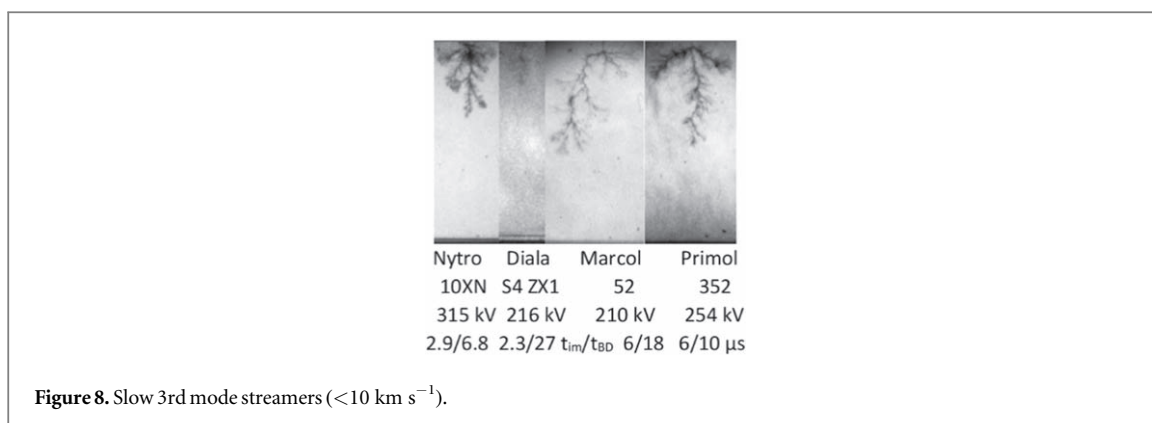 Nytro Diala Marcol Primol
10XN S4 ZX1 52 352
315 kV 216 kV 210 kV 254 kV
2.9/6.8 2.3/27 tim/tBD 6/18 6/10 µs
Figure 8. Slow 3rd mode streamers (<10 km s⁻¹).